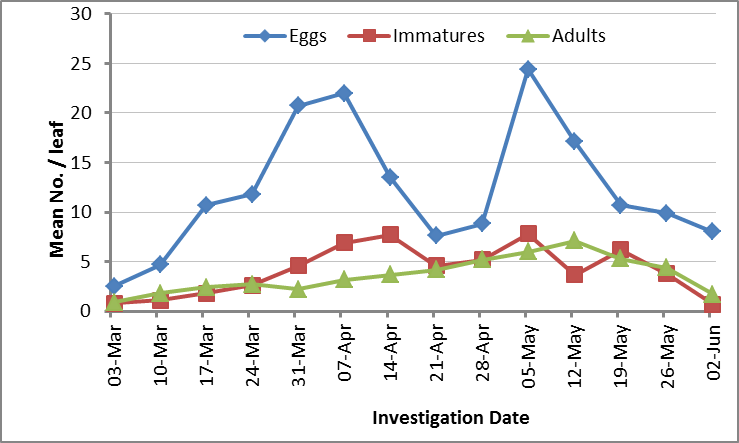 30
Eggs Immatures Adults
25
20
15
10
5
0
Mean No. / leaf
03-Mar
10-Mar
17-Mar
24-Mar
31-Mar
07-Apr
14-Apr
21-Apr
28-Apr
05-May
12-May
19-May
26-May
02-Jun
Investigation Date